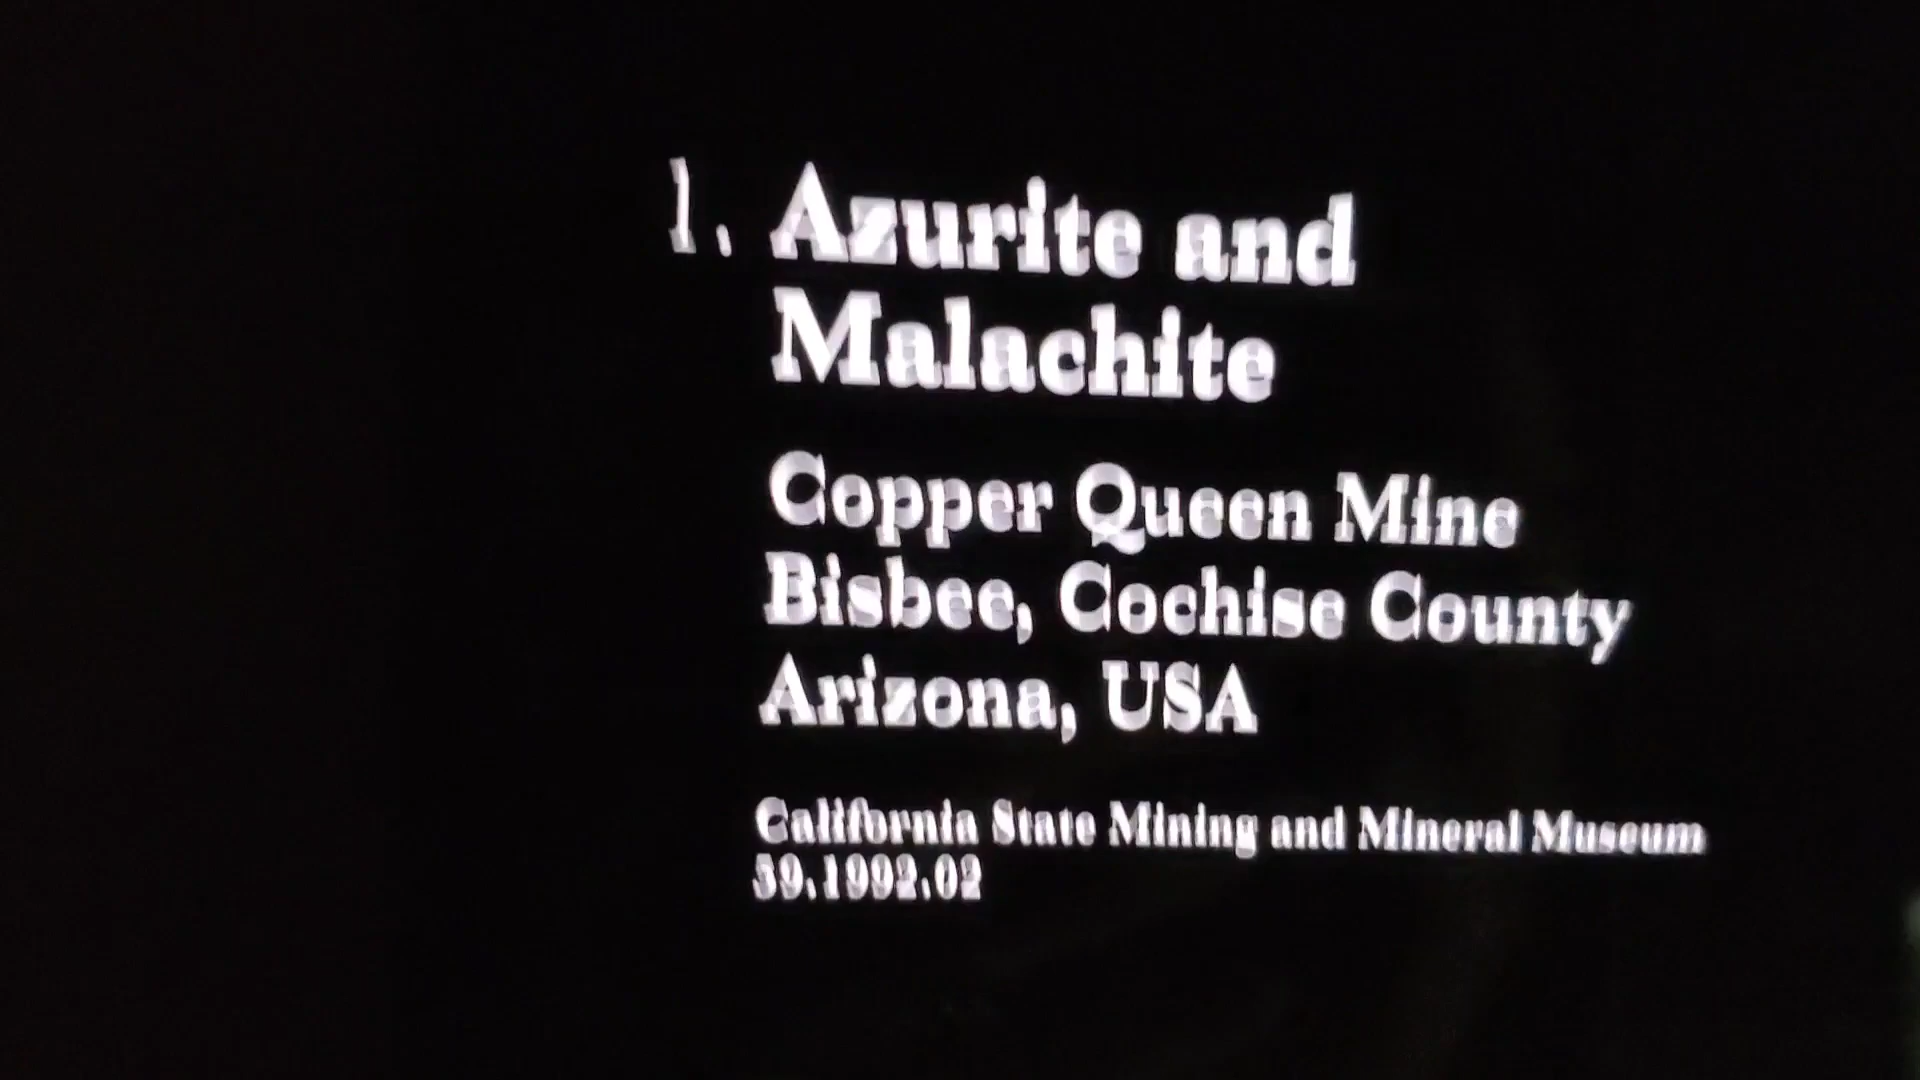 1. Azurite and
Malachite
Copper Queen Mine
Bisbee, Cochise County
Arizona, USA
California State Mining and Mineral Museum
39.1992.02